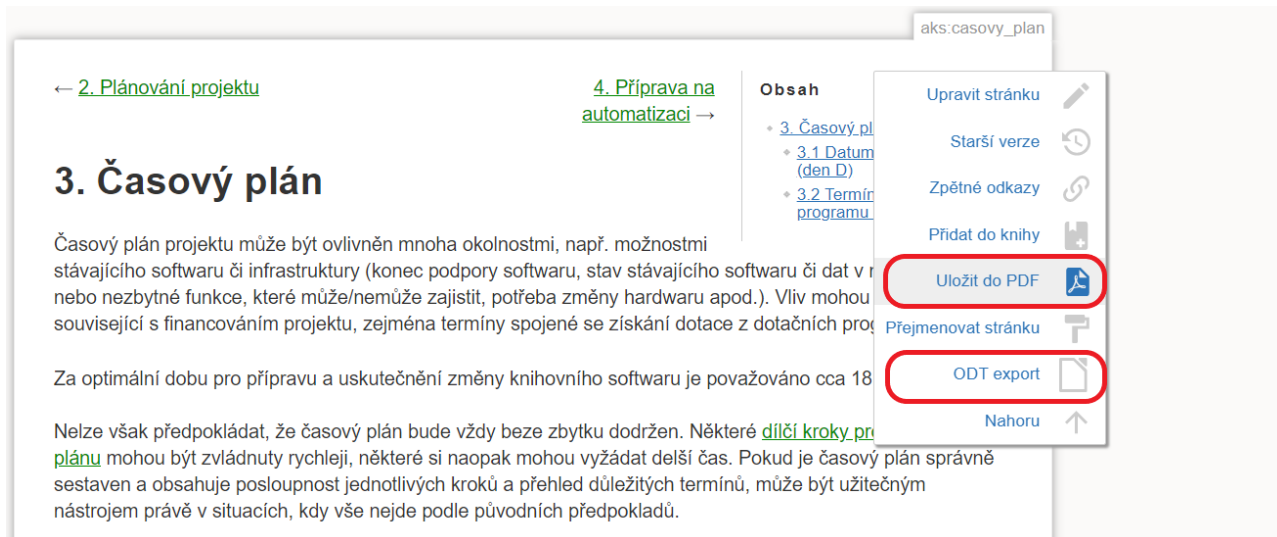 aks:casovy_plan
← 2. Plánování projektu
4. Příprava na
automatizaci →
Obsah
3. Časový pl
3.1 Datum
(den D)
3.2 Termín
programu
Upravit stránku
Starší verze
Zpětné odkazy
Přidat do knihy
Uložit do PDF
Přejmenovat stránku
ODT export
Nahoru
3. Časový plán
Časový plán projektu může být ovlivněn mnoha okolnostmi, např. možnostmi
stávajícího softwaru či infrastruktury (konec podpory softwaru, stav stávajícího softwaru či dat v
nebo nezbytné funkce, které může/nemůže zajistit, potřeba změny hardwaru apod.). Vliv mohou
související s financováním projektu, zejména termíny spojené se získání dotace z dotačních prog
Za optimální dobu pro přípravu a uskutečnění změny knihovního softwaru je považováno cca 18
Nelze však předpokládat, že časový plán bude vždy beze zbytku dodržen. Některé dílčí kroky pro
plánu mohou být zvládnuty rychleji, některé si naopak mohou vyžádat delší čas. Pokud je časový plán správně
sestaven a obsahuje posloupnost jednotlivých kroků a přehled důležitých termínů, může být užitečným
nástrojem právě v situacích, kdy vše nejde podle původních předpokladů.